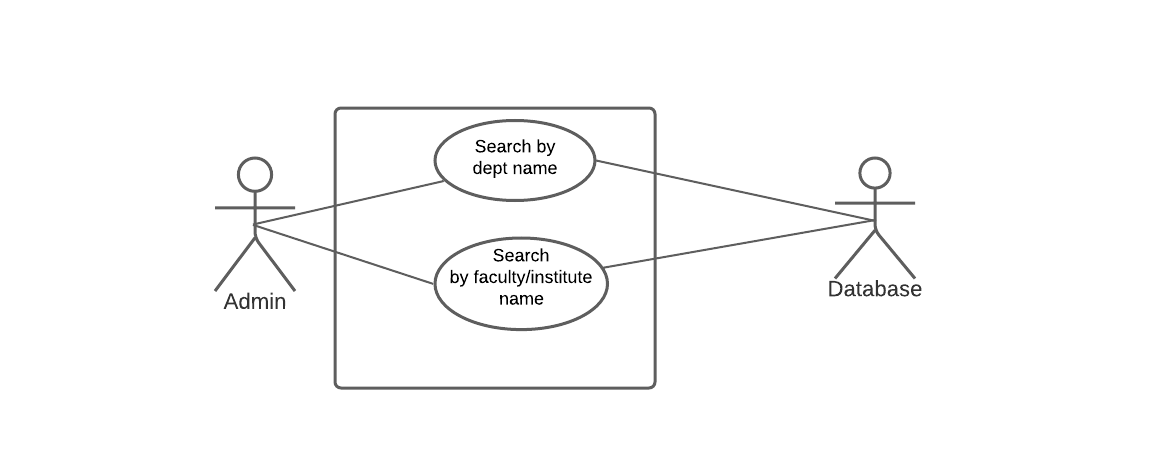 Search by
dept name
Search
by faculty/institute
name
Admin
Database